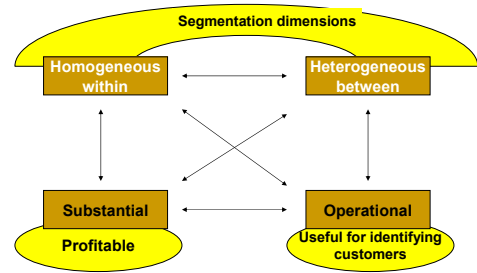 Segmentation dimensions
Homogeneous
within
Heterogeneous
between
Substantial
Operational
Profitable
Useful for identifying
customers